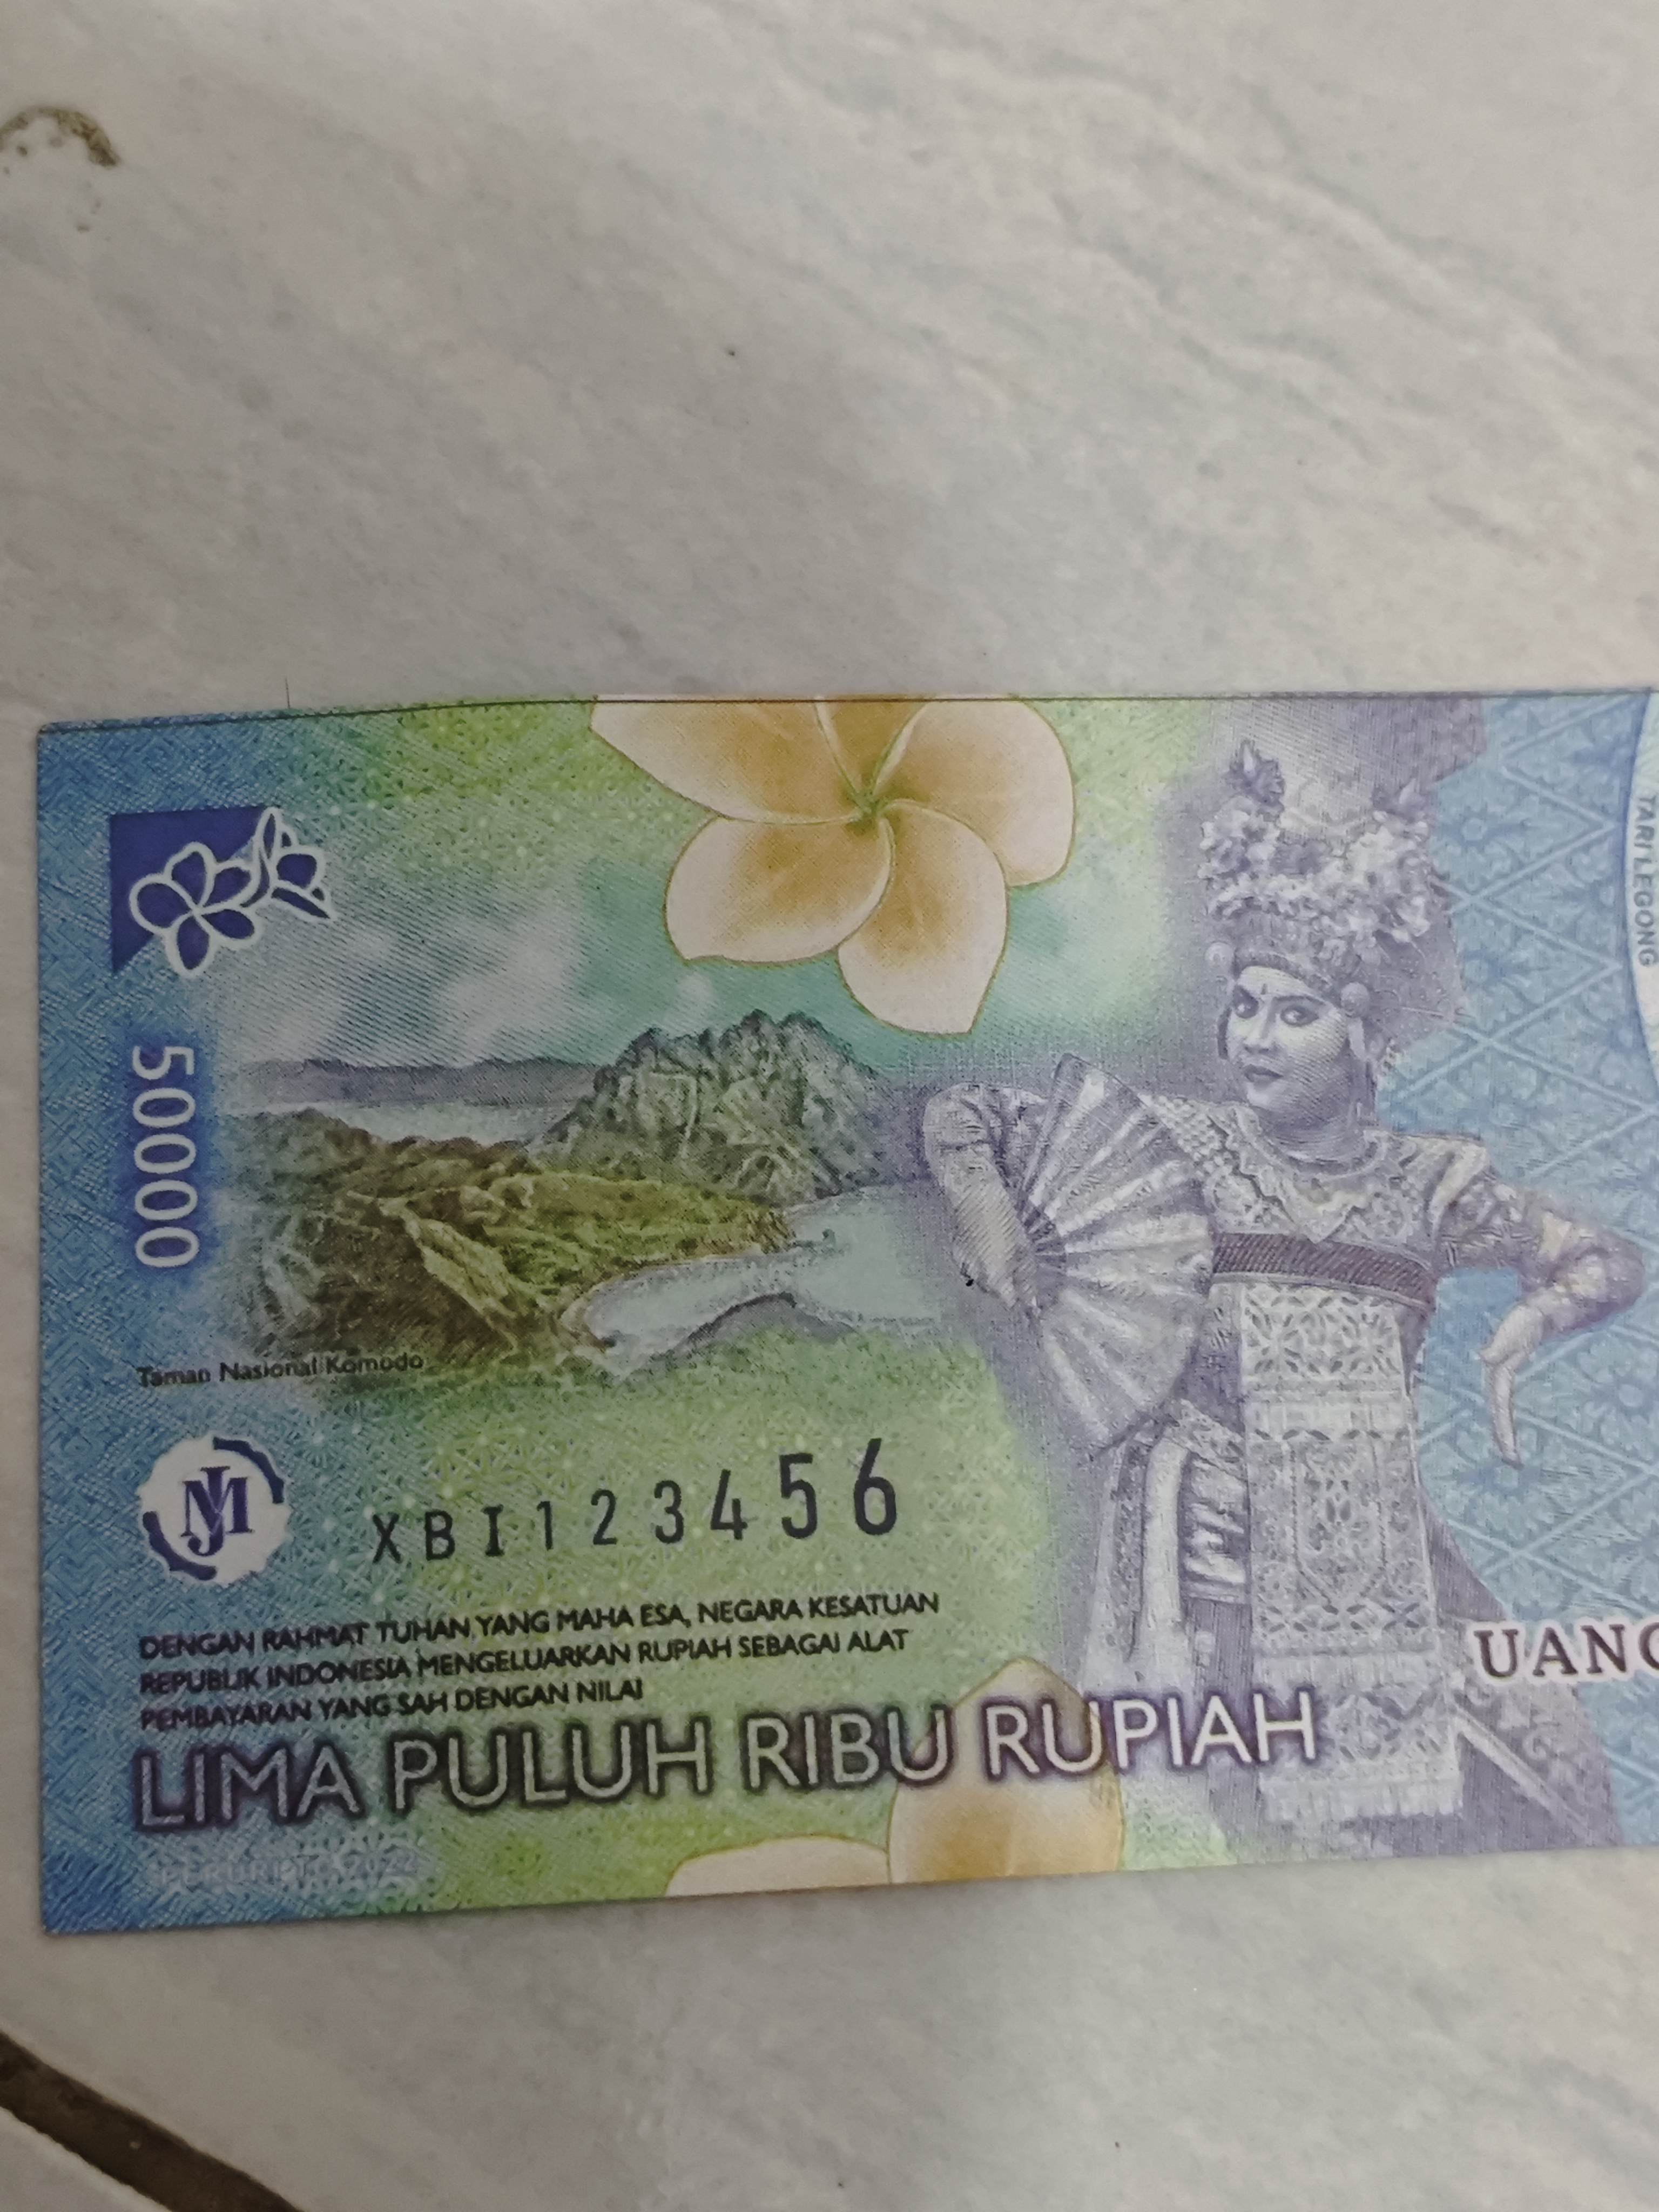 TARI LEGONG
50000
Taman Nasional Komodo
JM
XBI123456
DENGAN RAHMAT TUHAN YANG MAHA ESA, NEGARA KESATUAN
REPUBLIK INDONESIA MENGELUARKAN RUPIAH SEBAGAI ALAT
PEMBAYARAN YANG SAH DENGAN NILAI
UANG
LIMA PULUH RIBU RUPIAH